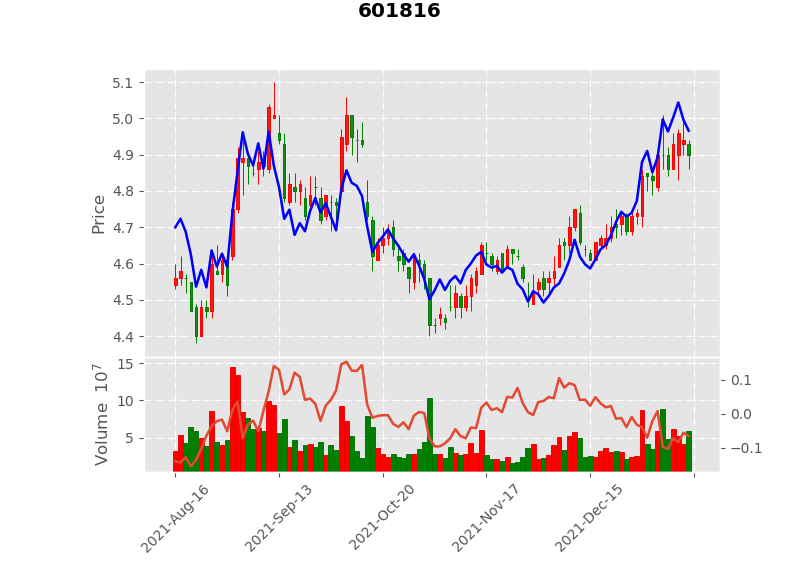 601816
5.1
5.0
4.9
4.8
4.7
4.6
4.5
4.4
Price
15
10
5
Volume 10^7
0.1
0.0
−0.1
2021-Aug-16
2021-Sep-13
2021-Oct-20
2021-Nov-17
2021-Dec-15